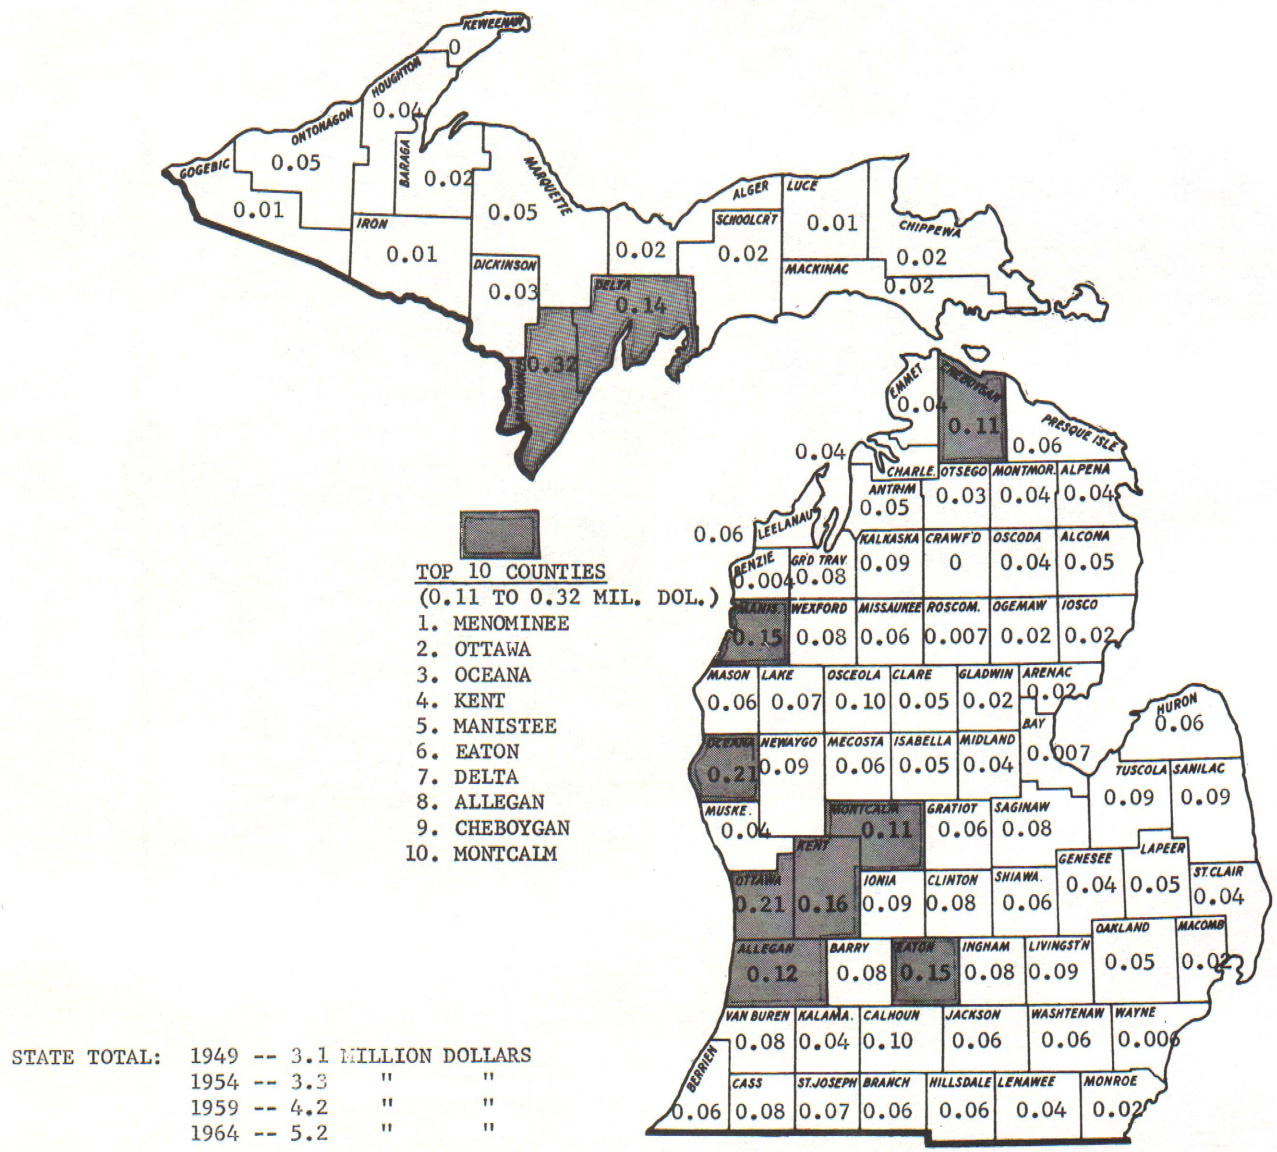 KEWEENAW
0
HOUGHTON
0.04
ONTONAGON
0.05
GOGEBIC
0.01
BARAGA
0.02
MARQUETTE
0.05
IRON
0.01
DICKINSON
0.03
ALGER
0.02
LUCE
0.01
SCHOOLCR'T
0.02
CHIPPEWA
0.02
MACKINAC
0.02
DELTA
0.14
MENOMINEE
0.32
EMMET
0.04
CHEBOYGAN
0.11
PRESQUE ISLE
0.06
0.04
CHARLE.
OTSEGO MONTMOR. ALPENA
0.03 0.04 0.04
ANTRIM
0.05
LEELANAU
0.06
KALKASKA CRAWF'D OSCODA ALCONA
0.09 0 0.04 0.05
BENZIE GR'D TRAV.
0.004 0.08
MANIS. WEXFORD MISSAUKEE ROSCOM. OGEMAW IOSCO
0.15 0.08 0.06 0.007 0.02 0.02
MASON LAKE OSCEOLA CLARE GLADWIN ARENAC
0.06 0.07 0.10 0.05 0.02 0.02
HURON
0.06
OCEANA NEWAYGO MECOSTA ISABELLA MIDLAND BAY
0.21 0.09 0.06 0.05 0.04 0.007
TUSCOLA SANILAC
0.09 0.09
MUSKE. MONTCALM GRATIOT SAGINAW
0.04 0.11 0.06 0.08
OTTAWA KENT IONIA CLINTON SHIAWA. GENESEE LAPEER ST. CLAIR
0.21 0.16 0.09 0.08 0.06 0.04 0.05 0.04
ALLEGAN BARRY EATON INGHAM LIVINGST'N OAKLAND MACOMB
0.12 0.08 0.15 0.08 0.09 0.05 0.02
VAN BUREN KALAMA. CALHOUN JACKSON WASHTENAW WAYNE
0.08 0.04 0.10 0.06 0.06 0.006
BERRIEN CASS ST. JOSEPH BRANCH HILLSDALE LENAWEE MONROE
0.06 0.08 0.07 0.06 0.06 0.04 0.02
TOP 10 COUNTIES
(0.11 TO 0.32 MIL. DOL.)
1. MENOMINEE
2. OTTAWA
3. OCEANA
4. KENT
5. MANISTEE
6. EATON
7. DELTA
8. ALLEGAN
9. CHEBOYGAN
10. MONTCALM
STATE TOTAL: 1949 -- 3.1 MILLION DOLLARS
1954 -- 3.3 " "
1959 -- 4.2 " "
1964 -- 5.2 " "